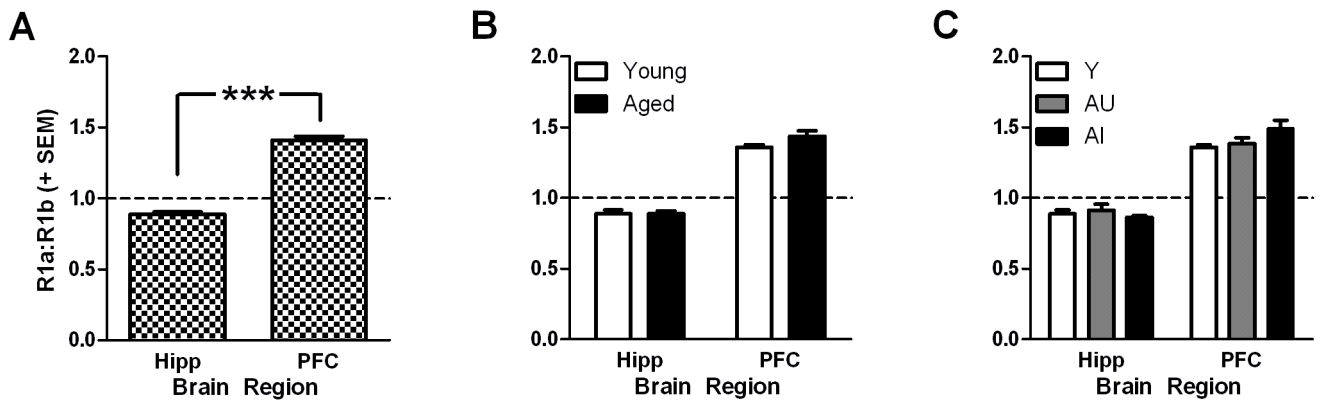 A
R1a:R1b (+ SEM)
2.0
1.5
1.0
0.5
0.0
***
Hipp PFC
Brain Region
B
2.0
1.5
1.0
0.5
0.0
Young
Aged
Hipp PFC
Brain Region
C
2.0
1.5
1.0
0.5
0.0
Y
AU
AI
Hipp PFC
Brain Region